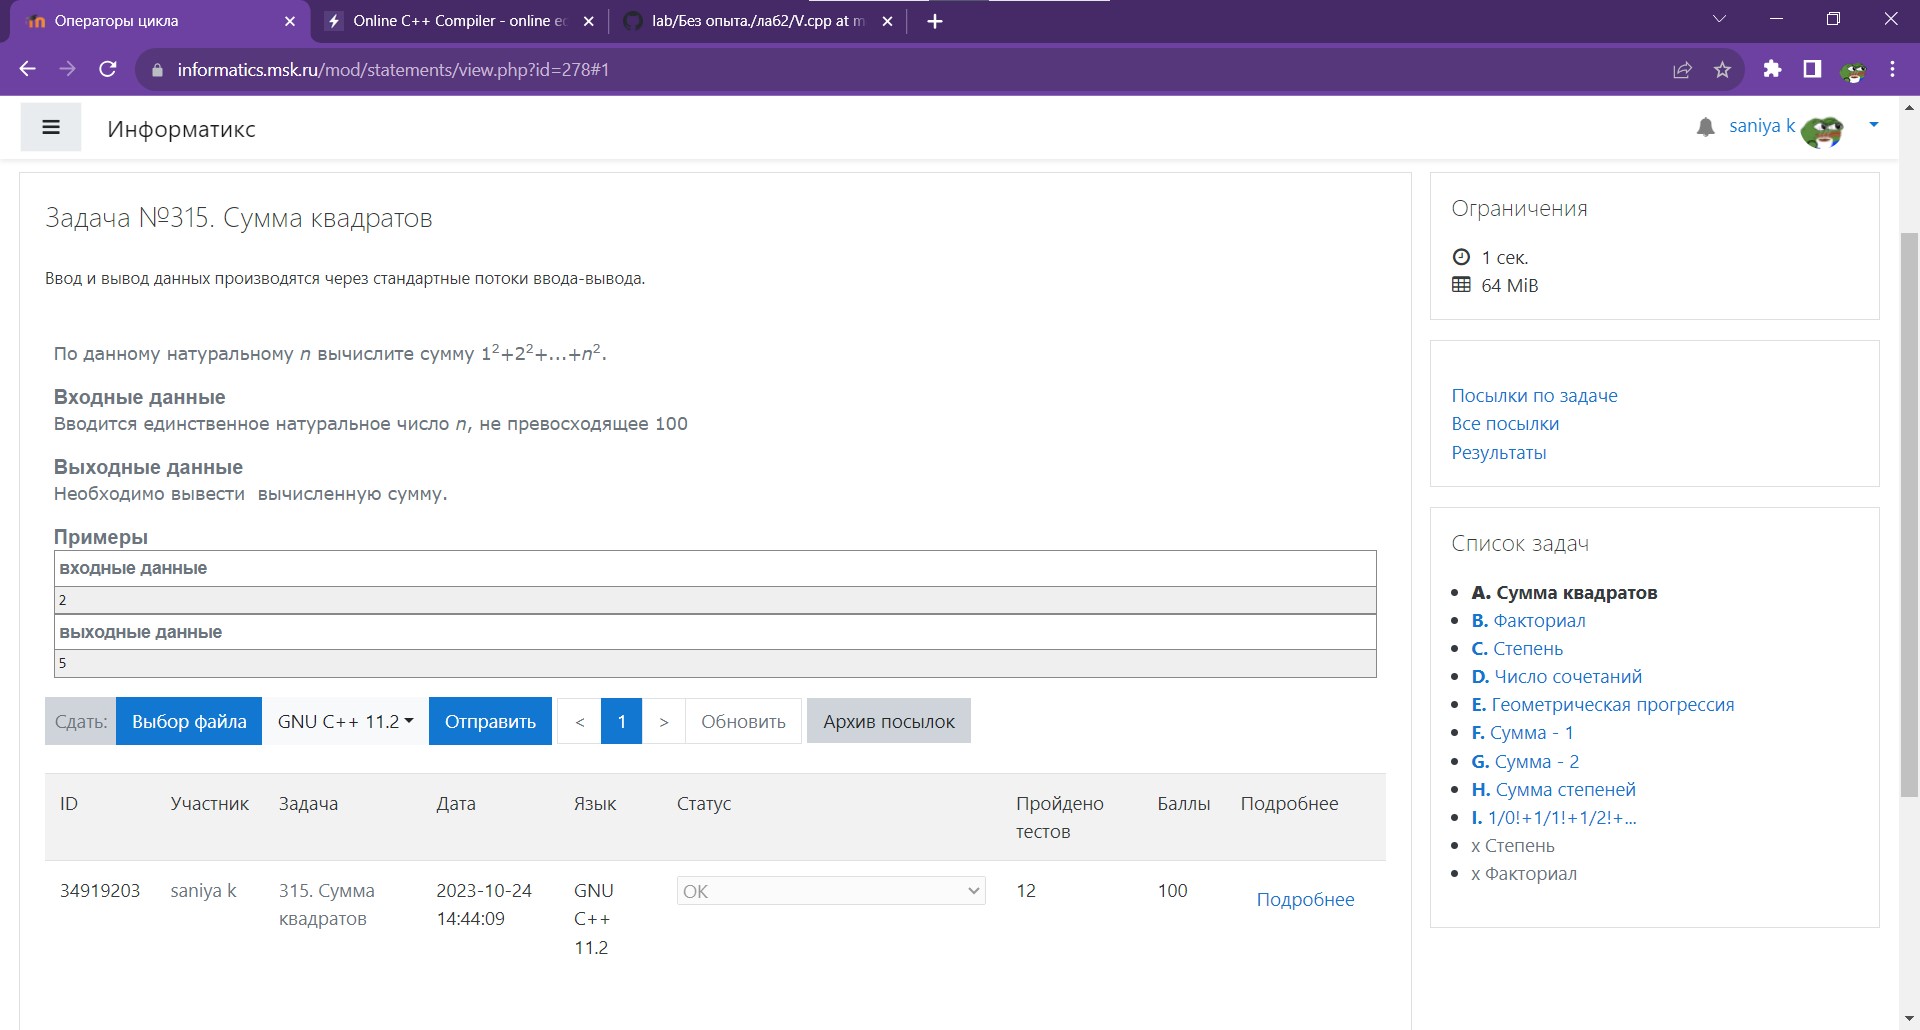 Операторы цикла
Online C++ Compiler - online e
lab/Без опыта./лаб2/V.cpp at m
informatics.msk.ru/mod/statements/view.php?id=278#1
Информатикс
saniya k
Задача №315. Сумма квадратов
Ввод и вывод данных производятся через стандартные потоки ввода-вывода.
По данному натуральному n вычислите сумму 1²+2²+...+n².
Входные данные
Вводится единственное натуральное число n, не превосходящее 100
Выходные данные
Необходимо вывести вычисленную сумму.
Примеры
входные данные
2
выходные данные
5
Сдать: Выбор файла GNU C++ 11.2 Отправить < 1 > Обновить Архив посылок
ID Участник Задача Дата Язык Статус Пройдено тестов Баллы Подробнее
34919203 saniya k 315. Сумма квадратов 2023-10-24 14:44:09 GNU C++ 11.2 OK 12 100 Подробнее
Ограничения
1 сек.
64 MiB
Посылки по задаче
Все посылки
Результаты
Список задач
A. Сумма квадратов
B. Факториал
C. Степень
D. Число сочетаний
E. Геометрическая прогрессия
F. Сумма - 1
G. Сумма - 2
H. Сумма степеней
I. 1/0!+1/1!+1/2!+...
x Степень
x Факториал